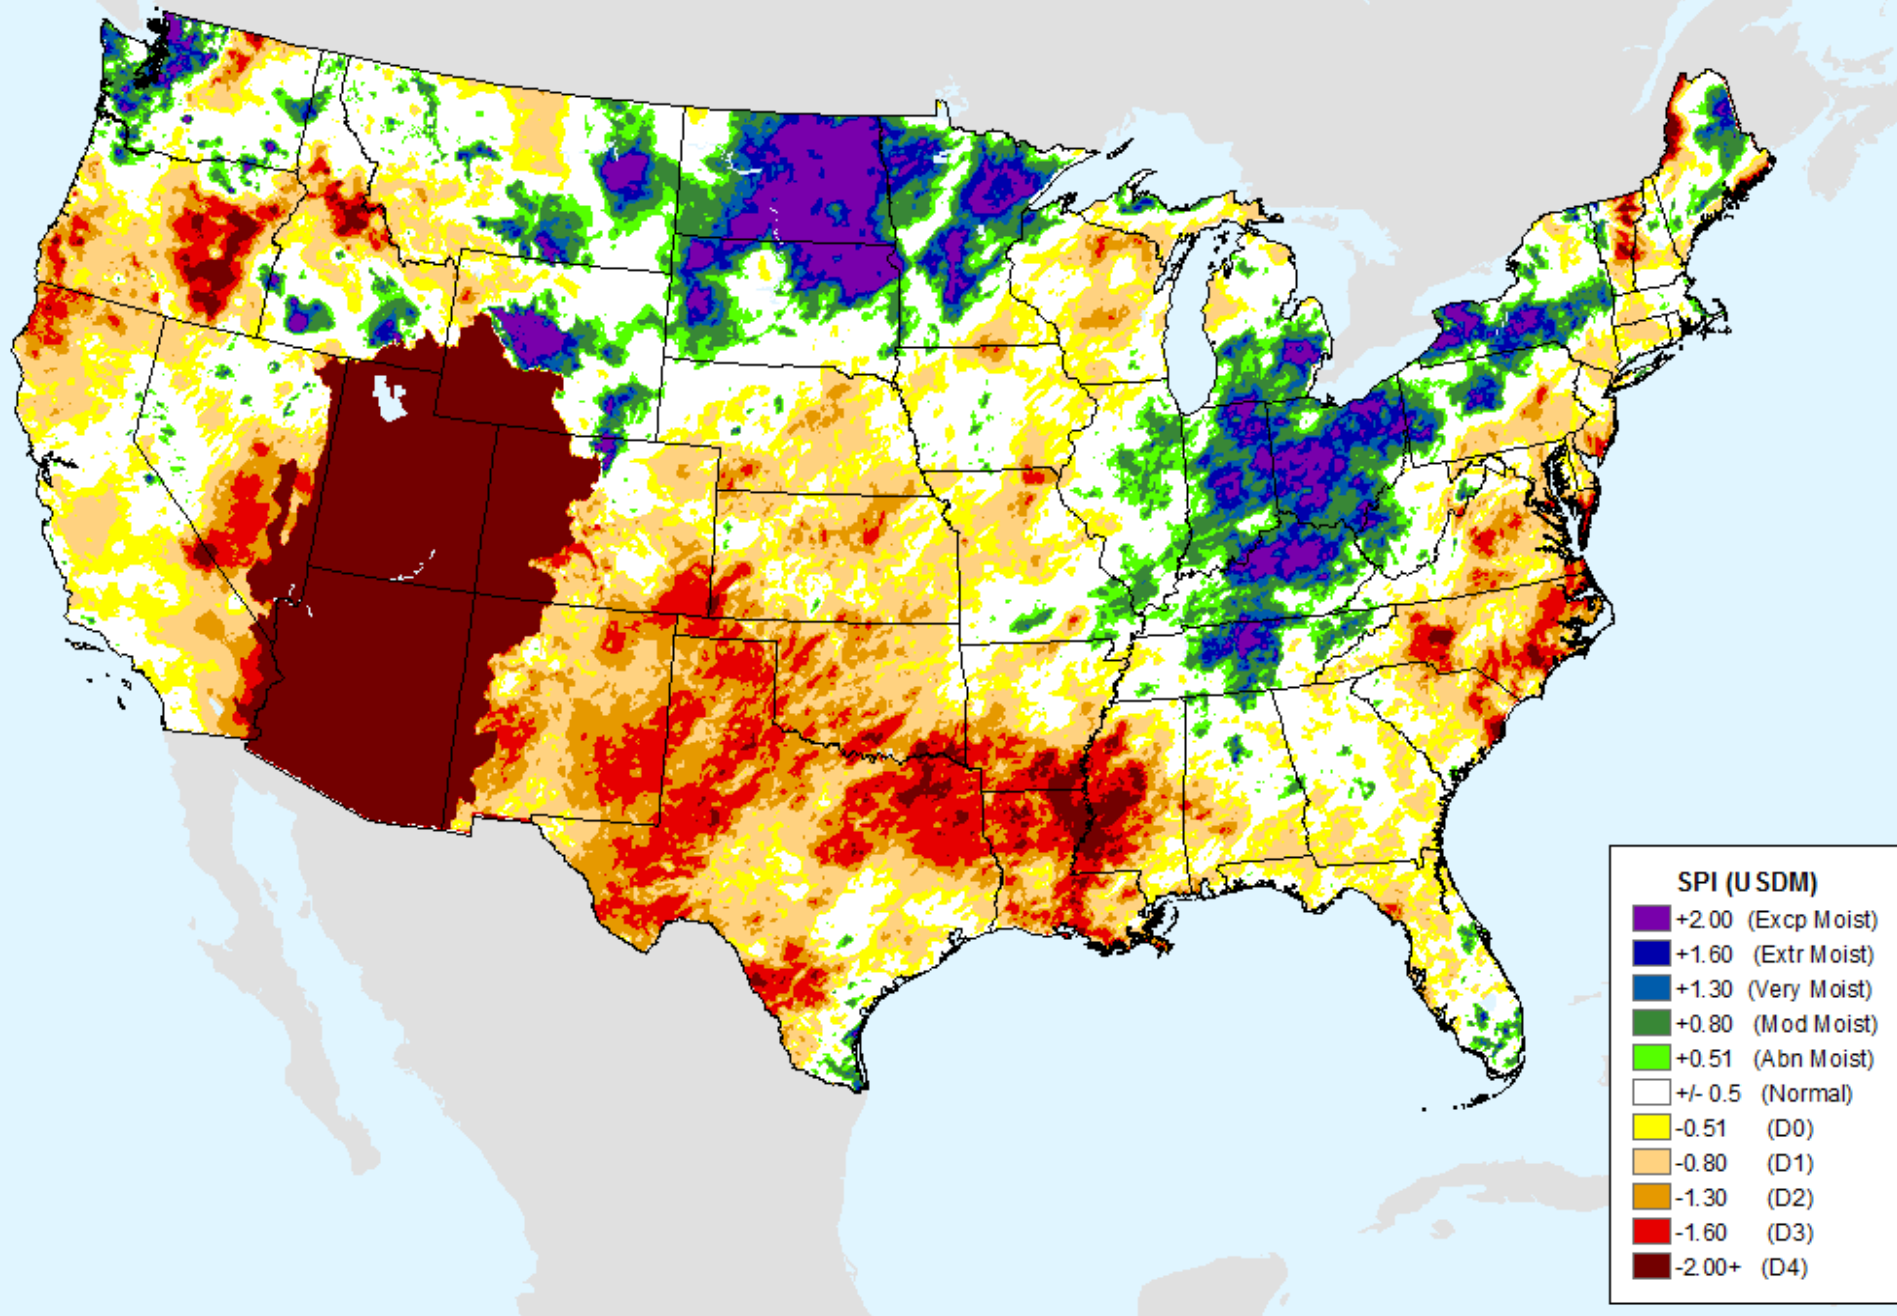 SPI (USDM)
+2.00 (Excp Moist)
+1.60 (Extr Moist)
+1.30 (Very Moist)
+0.80 (Mod Moist)
+0.51 (Abn Moist)
+/- 0.5 (Normal)
-0.51 (D0)
-0.80 (D1)
-1.30 (D2)
-1.60 (D3)
-2.00+ (D4)